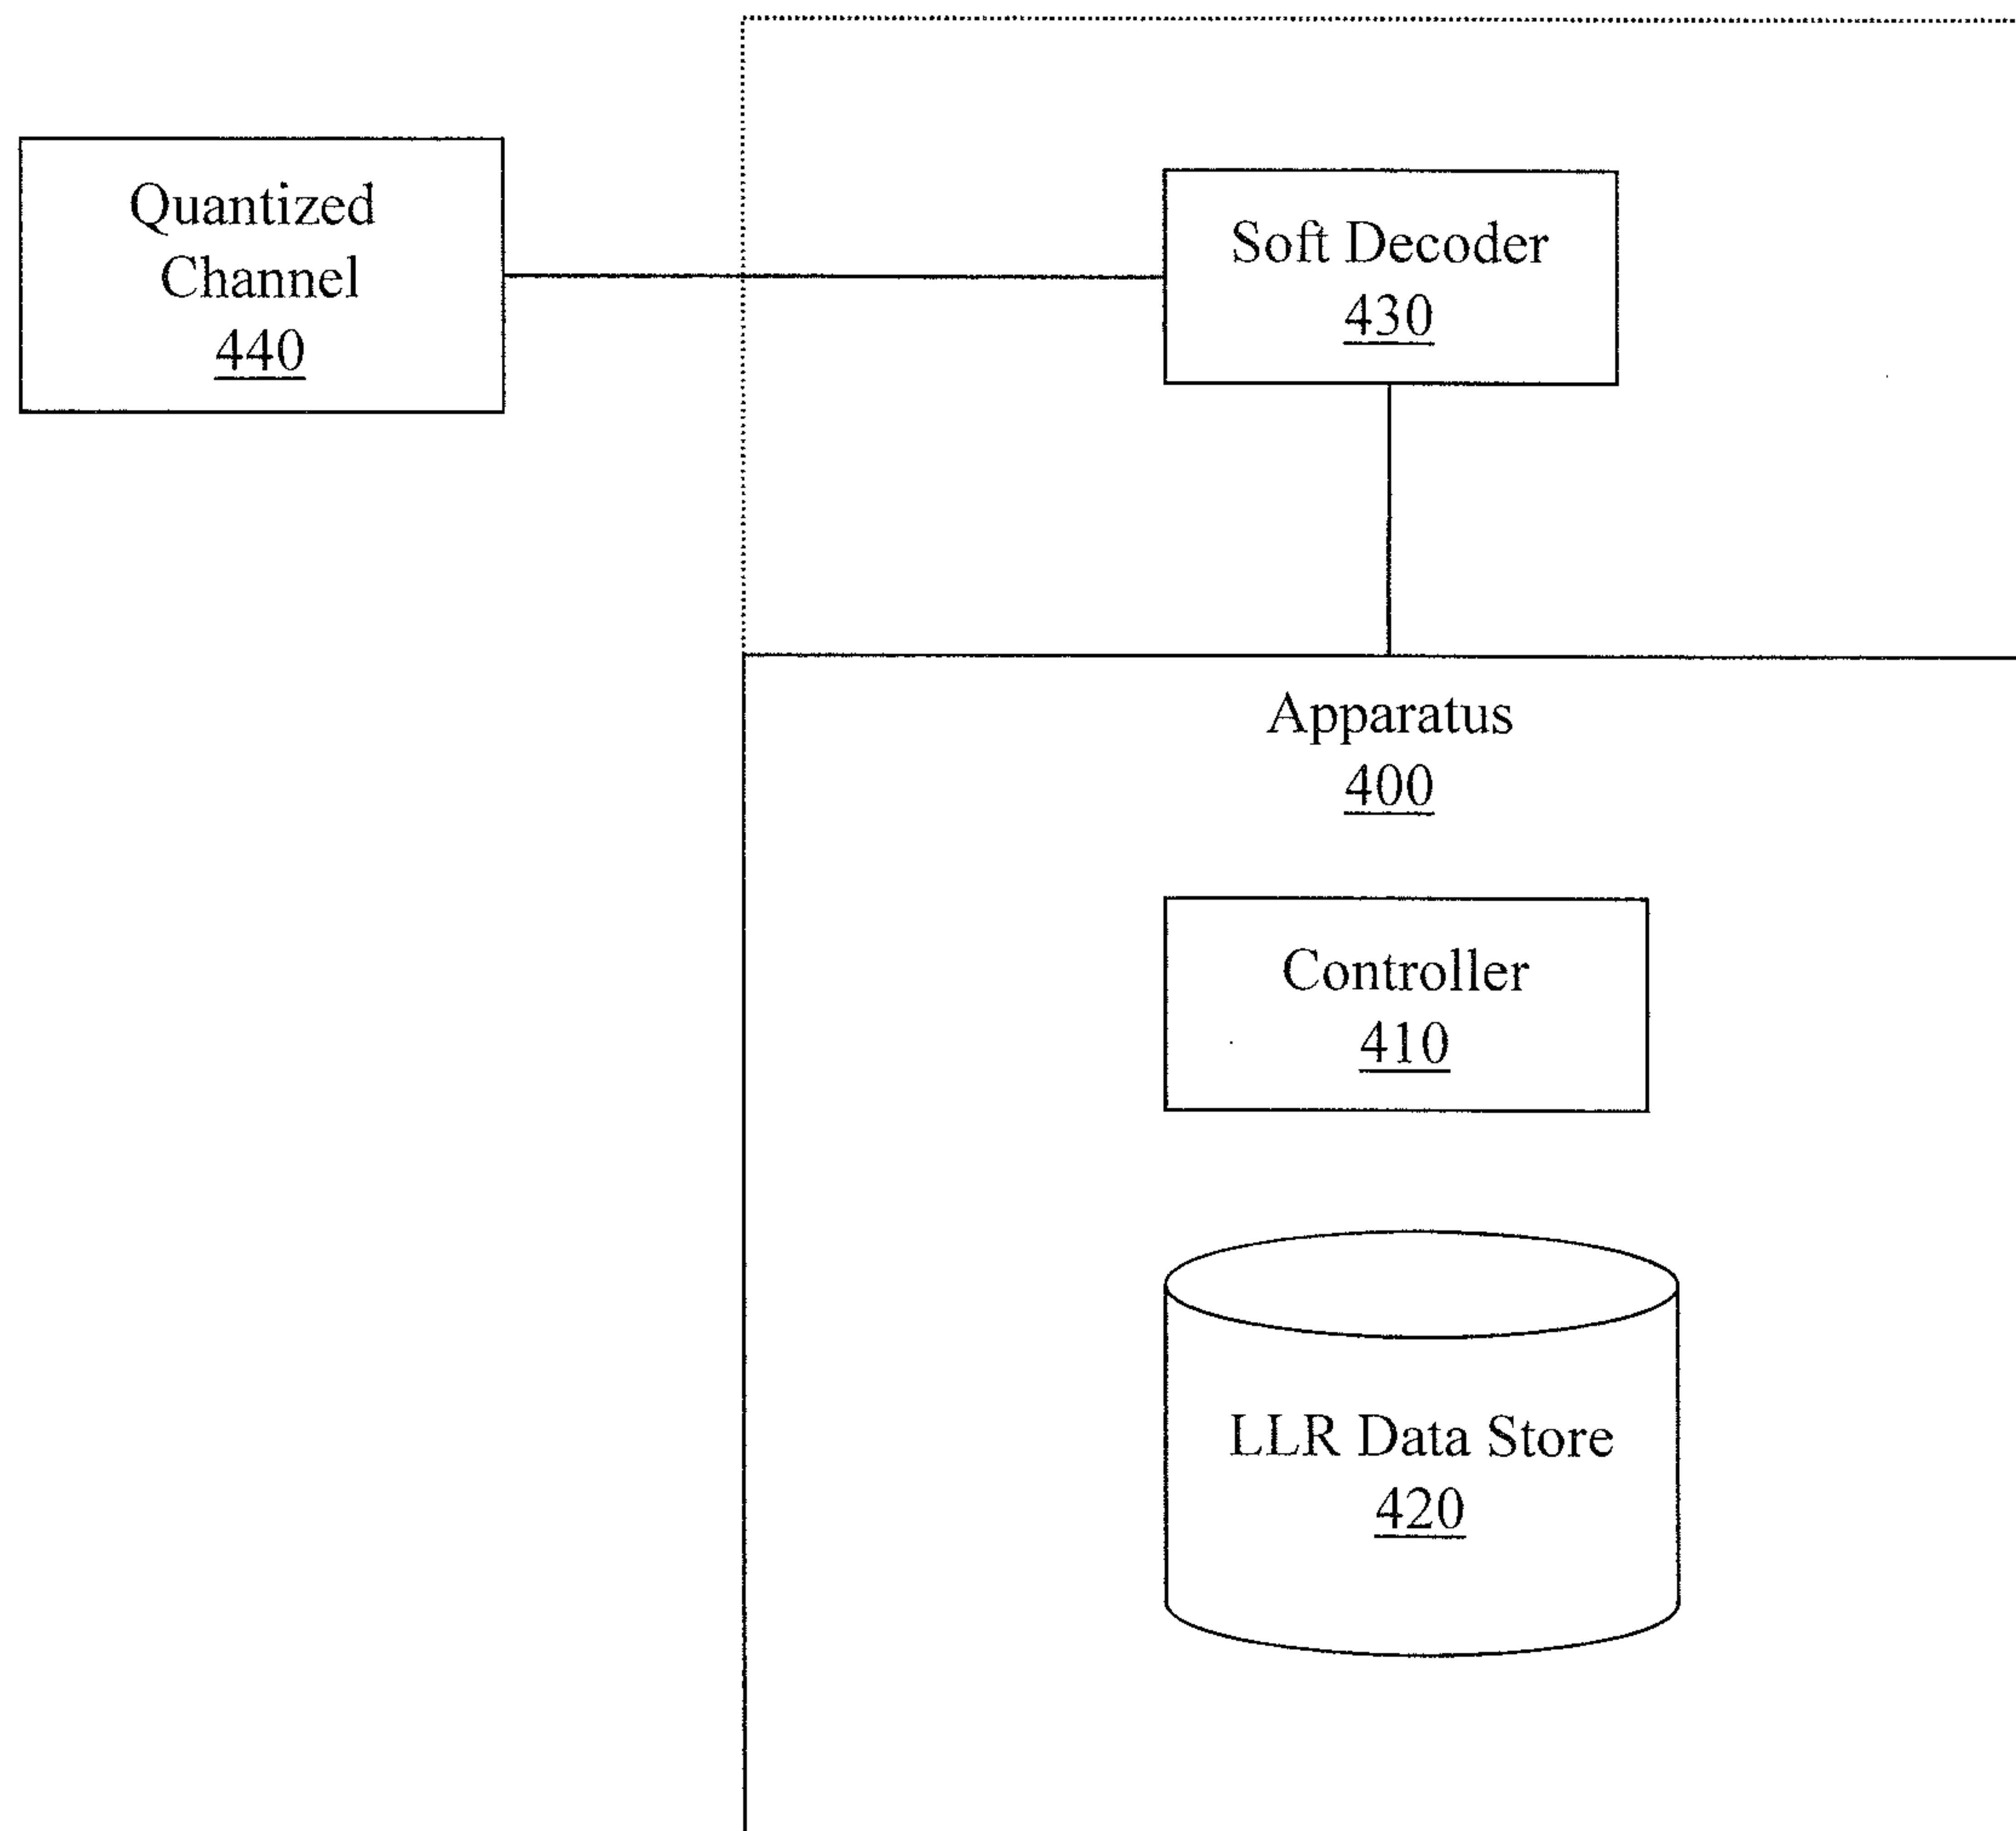 Quantized
Channel
440
Soft Decoder
430
Apparatus
400
Controller
410
LLR Data Store
420